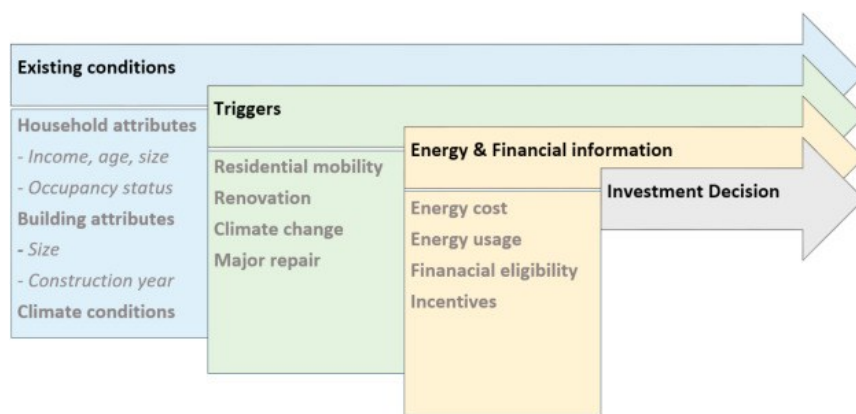 Existing conditions
Household attributes
- Income, age, size
- Occupancy status
Building attributes
- Size
- Construction year
Climate conditions
Triggers
Residential mobility
Renovation
Climate change
Major repair
Energy & Financial information
Energy cost
Energy usage
Finanacial eligibility
Incentives
Investment Decision